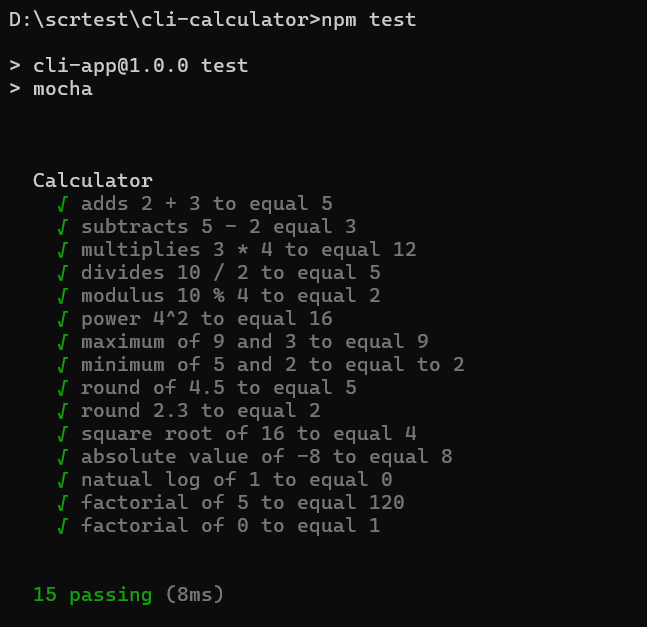 D:\scrtest\cli-calculator>npm test
> cli-app@1.0.0 test
> mocha
Calculator
√ adds 2 + 3 to equal 5
√ subtracts 5 - 2 equal 3
√ multiplies 3 * 4 to equal 12
√ divides 10 / 2 to equal 5
√ modulus 10 % 4 to equal 2
√ power 4^2 to equal 16
√ maximum of 9 and 3 to equal 9
√ minimum of 5 and 2 to equal to 2
√ round of 4.5 to equal 5
√ round 2.3 to equal 2
√ square root of 16 to equal 4
√ absolute value of -8 to equal 8
√ natual log of 1 to equal 0
√ factorial of 5 to equal 120
√ factorial of 0 to equal 1
15 passing (8ms)